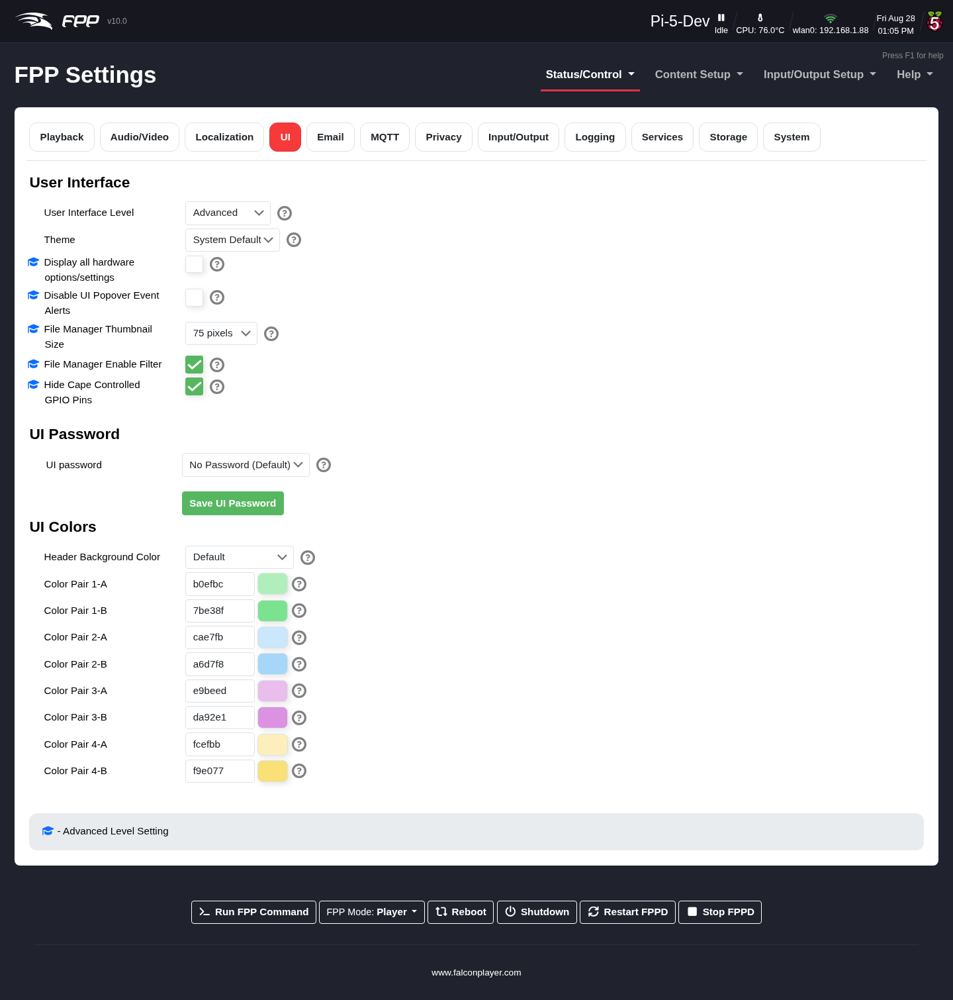 FPP v10.0
Pi-5-Dev
Idle
CPU: 76.0°C
wlan0: 192.168.1.88
Fri Aug 28
01:05 PM
5
Press F1 for help
FPP Settings
Status/Control Content Setup Input/Output Setup Help
Playback Audio/Video Localization UI Email MQTT Privacy Input/Output Logging Services Storage System
User Interface
User Interface Level Advanced ?
Theme System Default ?
Display all hardware ?
options/settings
Disable UI Popover Event ?
Alerts
File Manager Thumbnail 75 pixels ?
Size
File Manager Enable Filter ?
Hide Cape Controlled ?
GPIO Pins
UI Password
UI password No Password (Default) ?
Save UI Password
UI Colors
Header Background Color Default ?
Color Pair 1-A b0efbc ?
Color Pair 1-B 7be38f ?
Color Pair 2-A cae7fb ?
Color Pair 2-B a6d7f8 ?
Color Pair 3-A e9beed ?
Color Pair 3-B da92e1 ?
Color Pair 4-A fcefbb ?
Color Pair 4-B f9e077 ?
- Advanced Level Setting
Run FPP Command FPP Mode: Player Reboot Shutdown Restart FPPD Stop FPPD
www.falconplayer.com